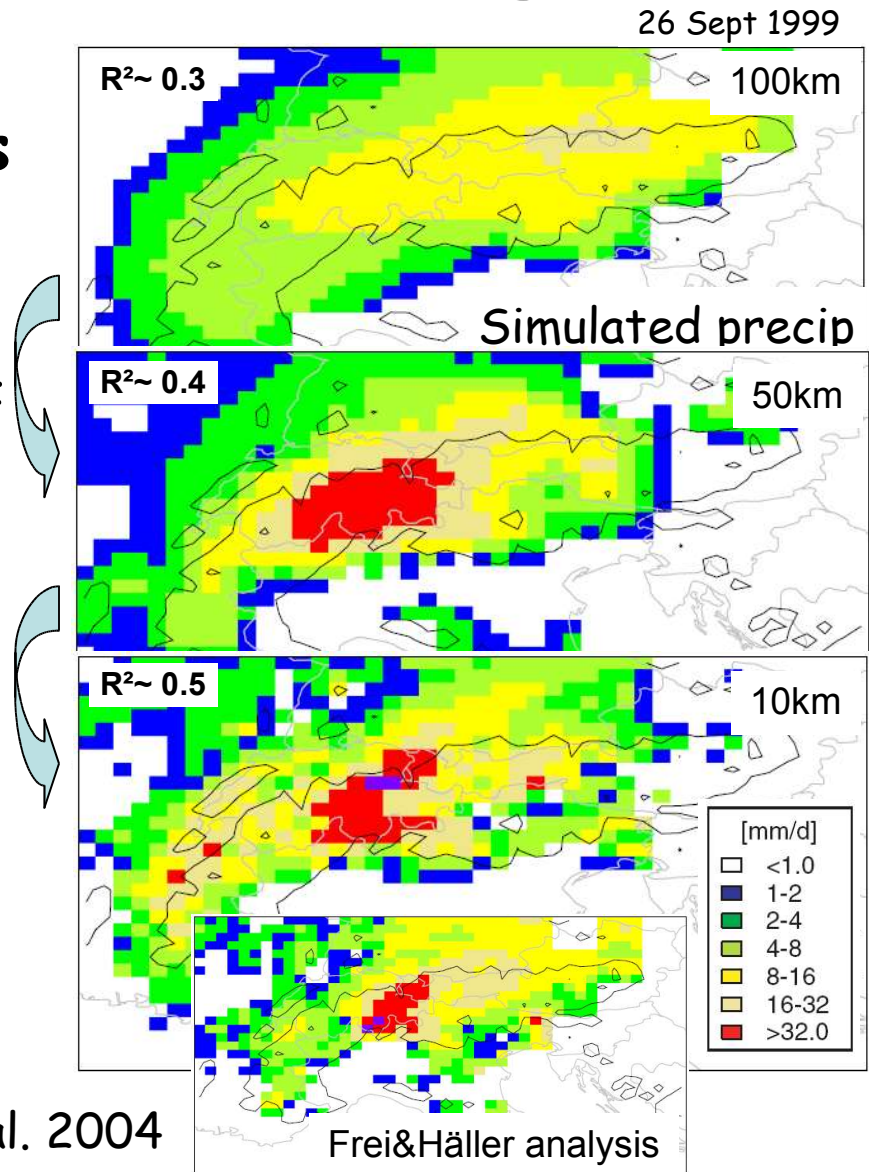 26 Sept 1999
R²~ 0.3
100km
s
Simulated precip
R²~ 0.4
50km
R²~ 0.5
10km
[mm/d]
<1.0
1-2
2-4
4-8
8-16
16-32
>32.0
al. 2004
Frei&Häller analysis